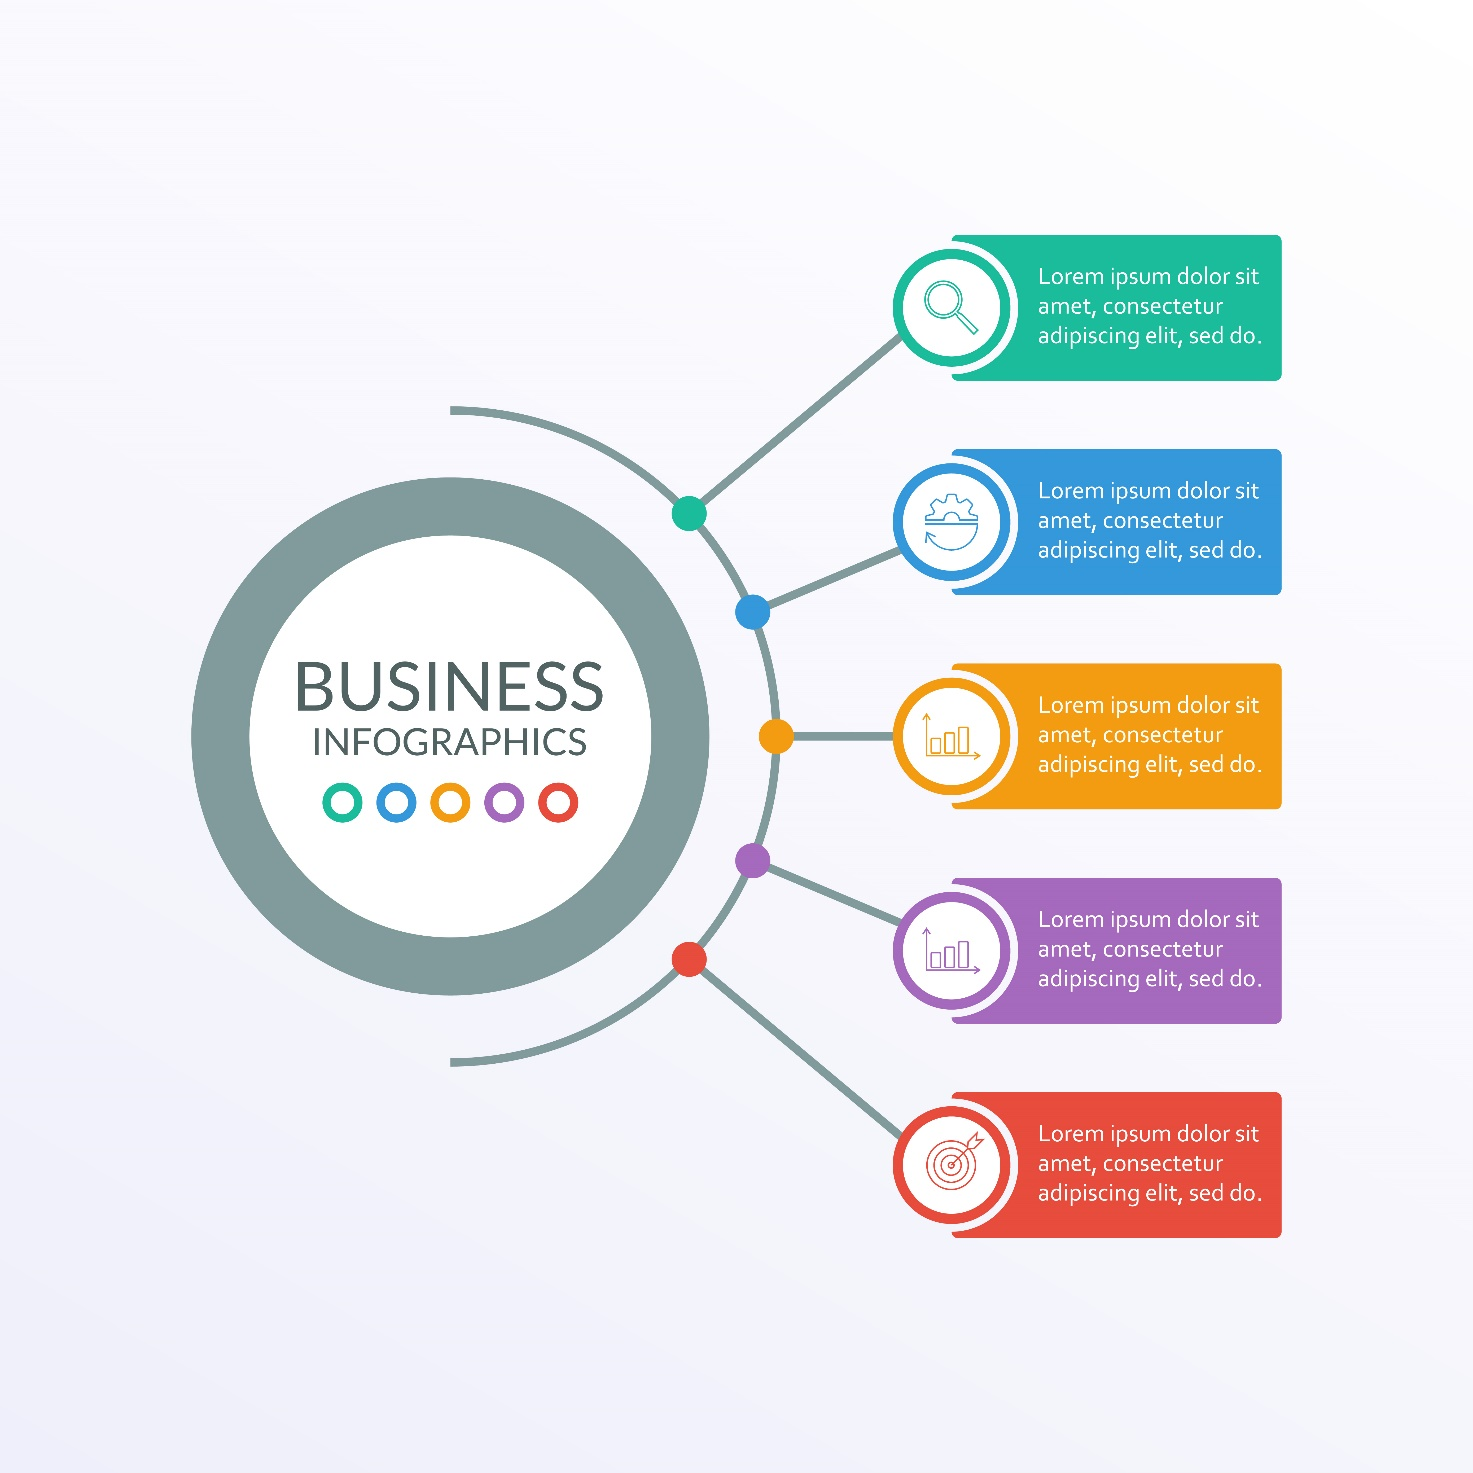 BUSINESS
INFOGRAPHICS
Lorem ipsum dolor sit
amet, consectetur
adipiscing elit, sed do.
Lorem ipsum dolor sit
amet, consectetur
adipiscing elit, sed do.
Lorem ipsum dolor sit
amet, consectetur
adipiscing elit, sed do.
Lorem ipsum dolor sit
amet, consectetur
adipiscing elit, sed do.
Lorem ipsum dolor sit
amet, consectetur
adipiscing elit, sed do.